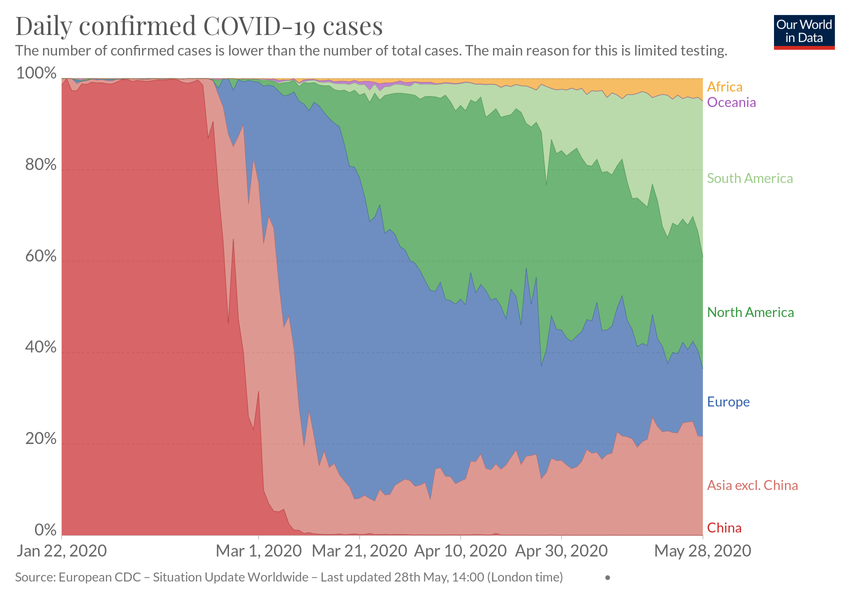 Daily confirmed COVID-19 cases
Our World
in Data
The number of confirmed cases is lower than the number of total cases. The main reason for this is limited testing.
100%
80%
60%
40%
20%
0%
Africa
Oceania
South America
North America
Europe
Asia excl. China
China
Jan 22, 2020
Mar 1, 2020
Mar 21, 2020
Apr 10, 2020
Apr 30, 2020
May 28, 2020
Source: European CDC – Situation Update Worldwide – Last updated 28th May, 14:00 (London time)